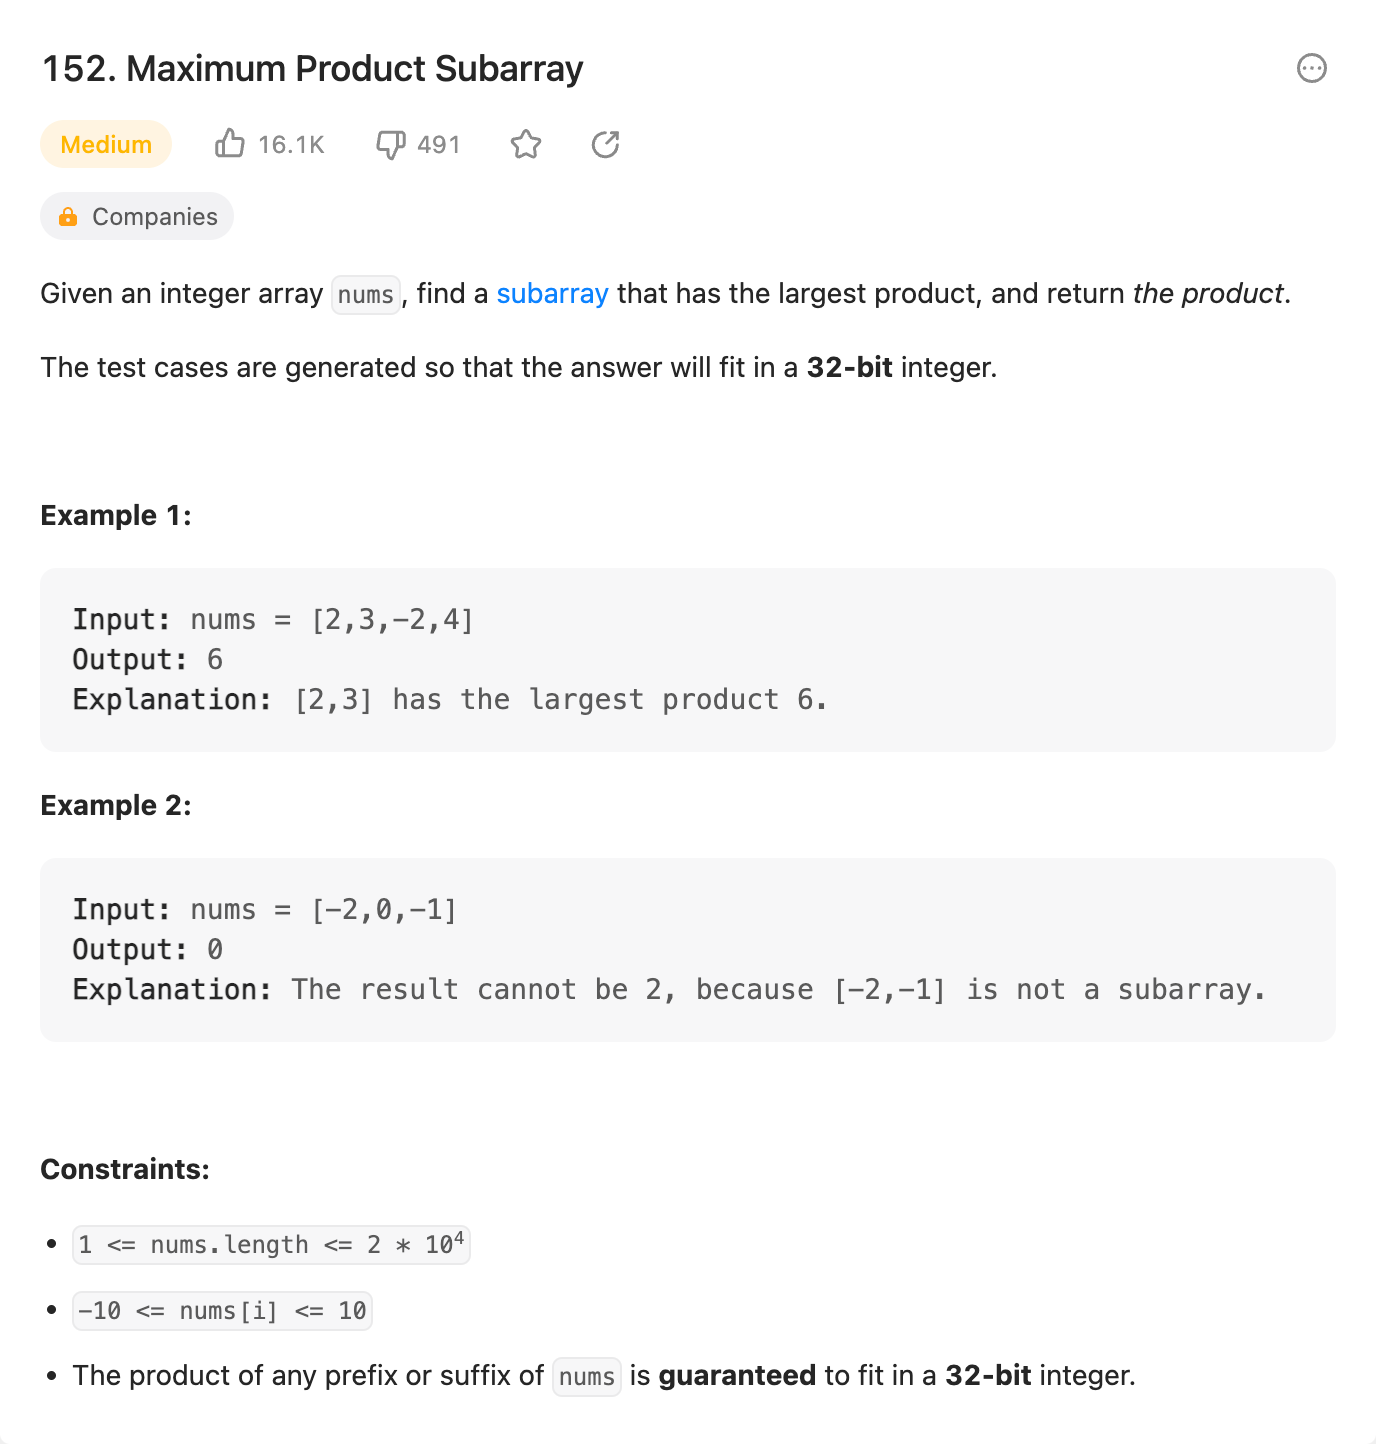 152. Maximum Product Subarray
Medium 16.1K 491
Companies
Given an integer array nums, find a subarray that has the largest product, and return the product.
The test cases are generated so that the answer will fit in a 32-bit integer.
Example 1:
Input: nums = [2,3,−2,4]
Output: 6
Explanation: [2,3] has the largest product 6.
Example 2:
Input: nums = [−2,0,−1]
Output: 0
Explanation: The result cannot be 2, because [−2,−1] is not a subarray.
Constraints:
• 1 <= nums.length <= 2 * 10⁴
• −10 <= nums[i] <= 10
• The product of any prefix or suffix of nums is guaranteed to fit in a 32-bit integer.